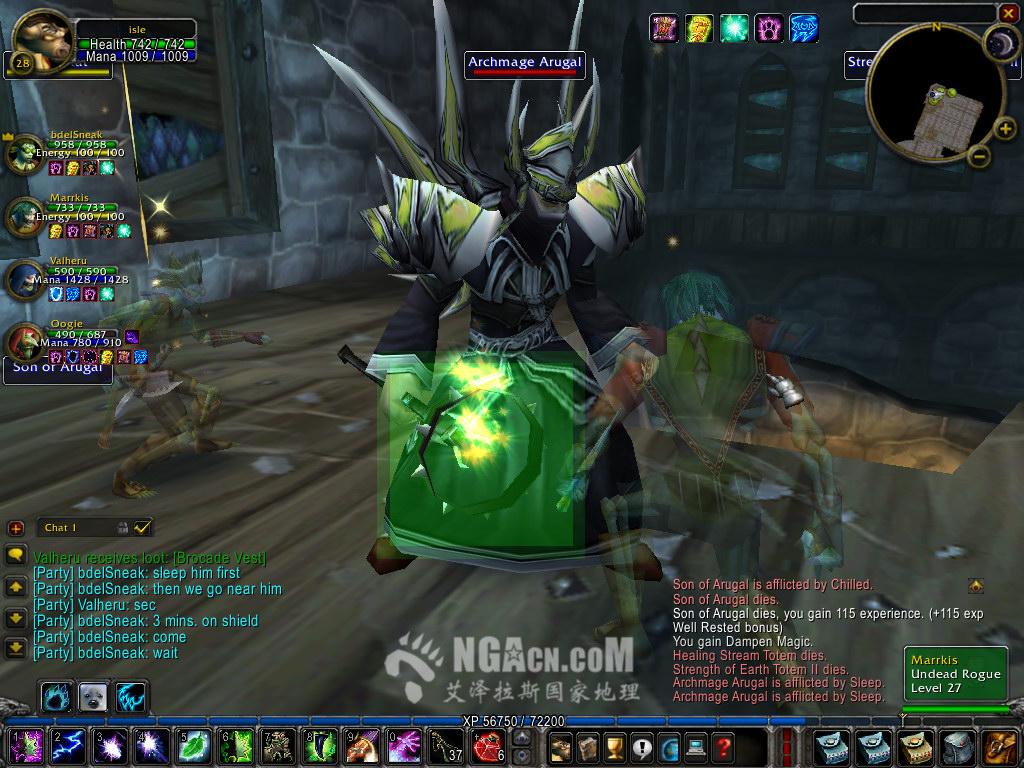 isle
Health 742 / 742
Mana 1009 / 1009
28
Archmage Arugal
N
bdelSneak
958 / 958
Energy 100 / 100
Marrkis
733 / 733
Energy 100 / 100
Valheru
590 / 590
Mana 1428 / 1428
Oogie
490 / 687
Mana 780 / 910
Son of Arugal
Chat 1
Valheru receives loot: [Brocade Vest]
[Party] bdelSneak: sleep him first
[Party] bdelSneak: then we go near him
[Party] Valheru: sec
[Party] bdelSneak: 3 mins. on shield
[Party] bdelSneak: come
[Party] bdelSneak: wait
Son of Arugal is afflicted by Chilled.
Son of Arugal dies.
Son of Arugal dies, you gain 115 experience. (+115 exp
Well Rested bonus)
You gain Dampen Magic.
Healing Stream Totem dies.
Strength of Earth Totem II dies.
Archmage Arugal is afflicted by Sleep.
Archmage Arugal is afflicted by Sleep.
NGACN.COM
艾泽拉斯国家地理
Marrkis
Undead Rogue
Level 27
XP 56750 / 72200
1 2 3 4 5 6 7 8 9 0 37 6